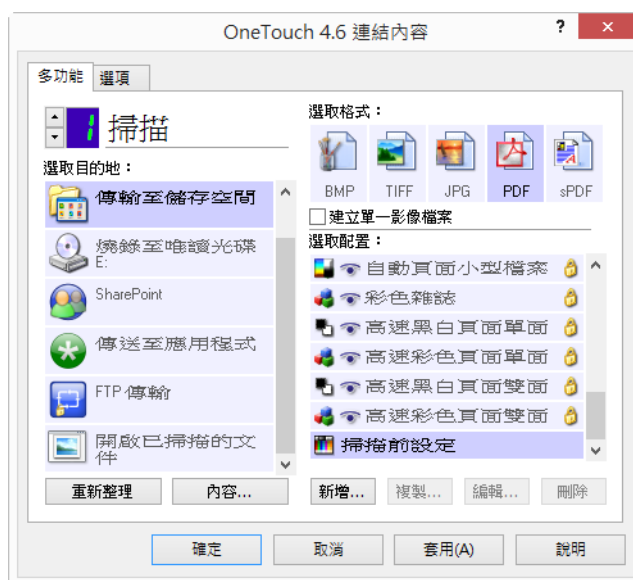 OneTouch 4.6 連結內容
?
×
多功能
選項
1
掃描
選取目的地：
傳輸至儲存空間
燒錄至唯讀光碟
E:
SharePoint
傳送至應用程式
FTP 傳輸
開啟已掃描的文
件
重新整理
內容...
選取格式：
BMP TIFF JPG PDF sPDF
建立單一影像檔案
選取配置：
自動頁面小型檔案
彩色雜誌
高速黑白頁面單面
高速彩色頁面單面
高速黑白頁面雙面
高速彩色頁面雙面
掃描前設定
新增... 複製... 編輯... 刪除
確定 取消 套用(A) 說明